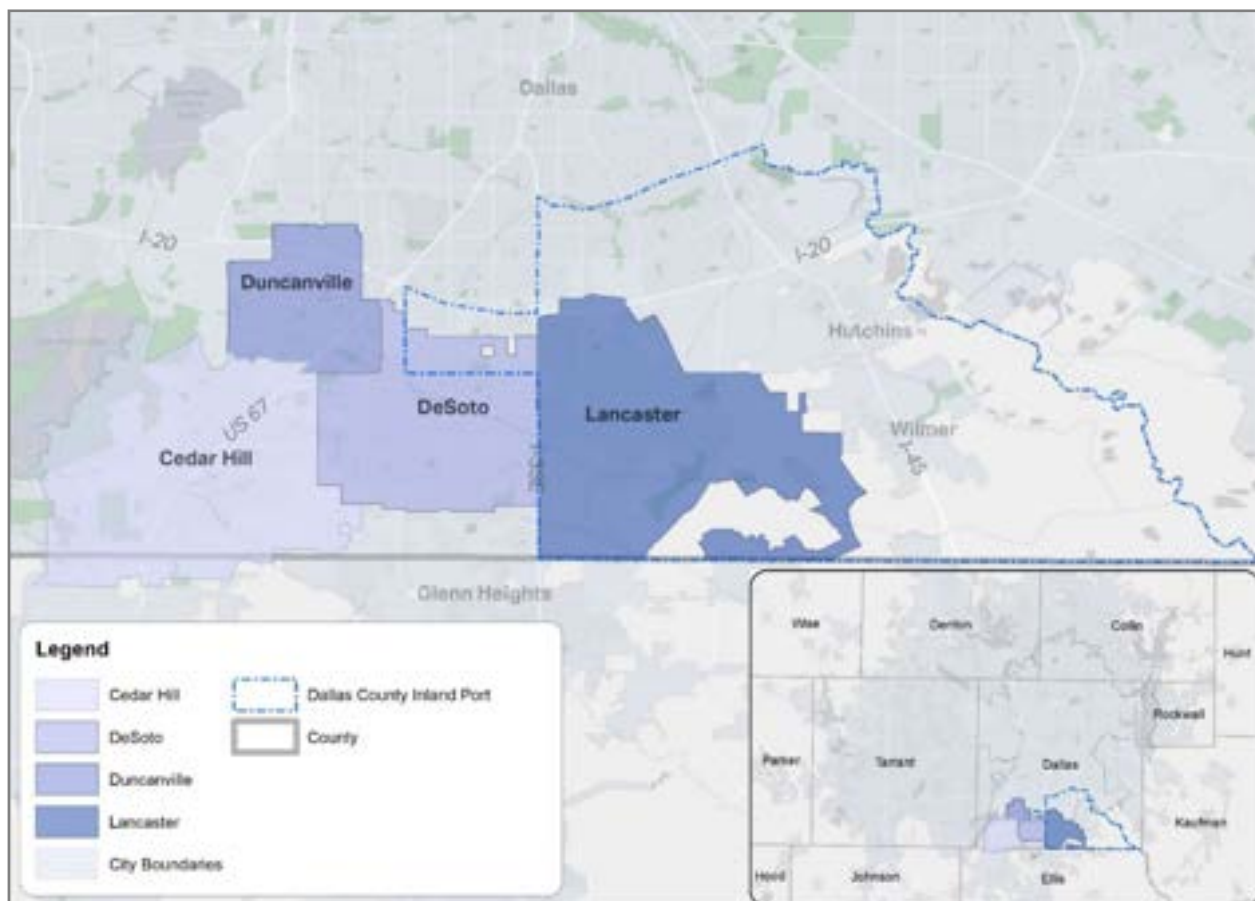 Dallas
I-20
I-20
Duncanville
Hutchins
DeSoto
Lancaster
US 67
Wilmer
Cedar Hill
I-45
Glenn Heights
Legend
Cedar Hill
DeSoto
Duncanville
Lancaster
City Boundaries
Dallas County Inland Port
County
Wise
Denton
Collin
Hunt
Rockwall
Parker
Tarrant
Dallas
Kaufman
Hood
Johnson
Ellis